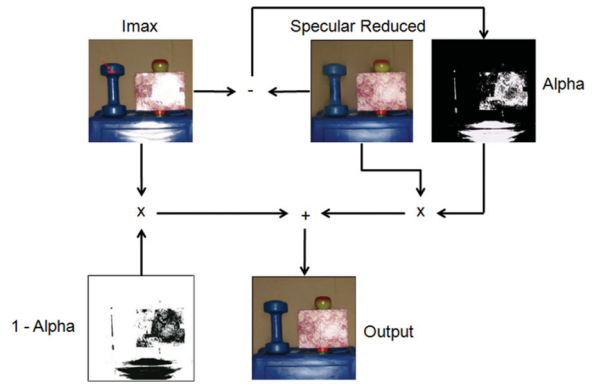 Imax
Specular Reduced
-
Alpha
x
+
x
1 - Alpha
Output